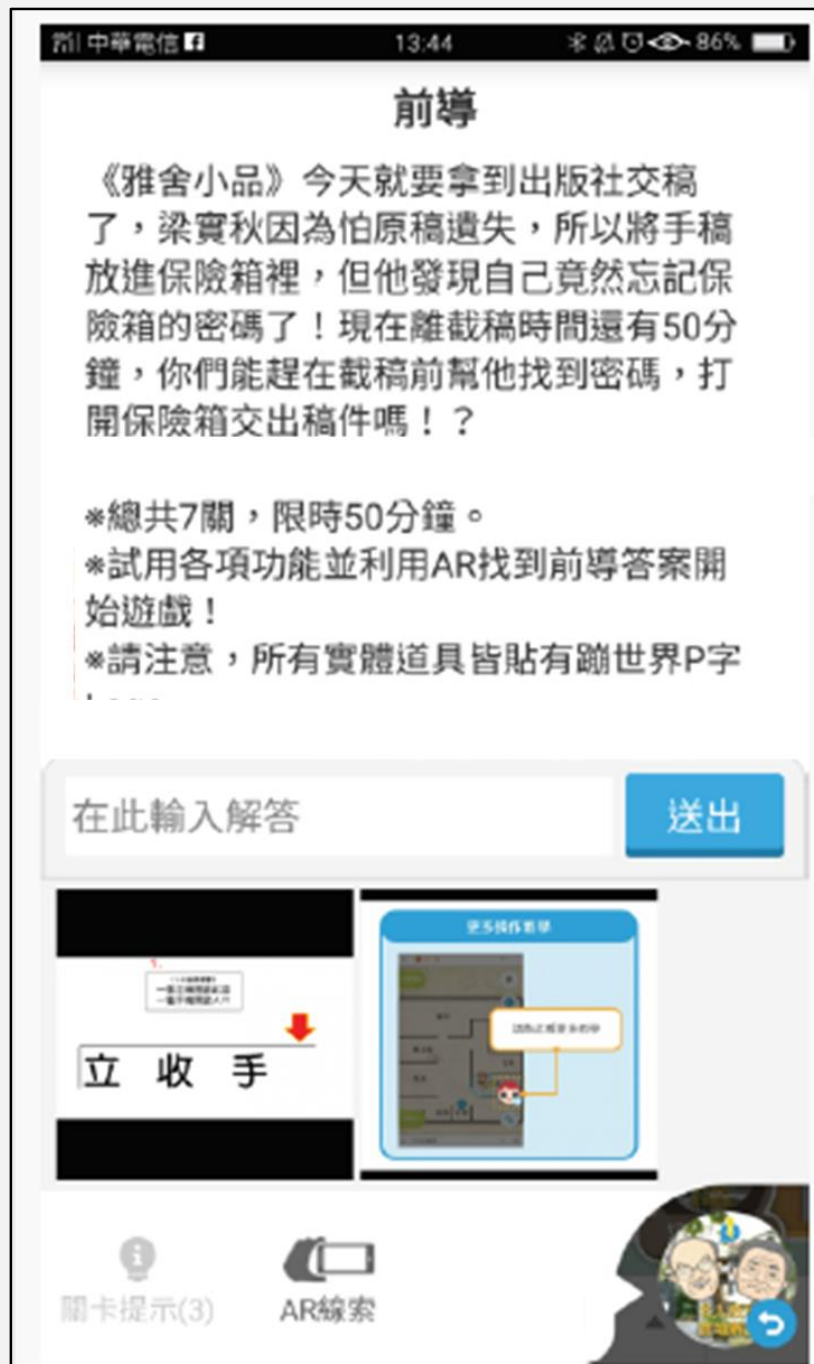 中華電信
13:44
86%
前導
《雅舍小品》今天就要拿到出版社交稿
了，梁實秋因為怕原稿遺失，所以將手稿
放進保險箱裡，但他發現自己竟然忘記保
險箱的密碼了！現在離截稿時間還有50分
鐘，你們能趕在截稿前幫他找到密碼，打
開保險箱交出稿件嗎！？
※總共7關，限時50分鐘。
※試用各項功能並利用AR找到前導答案開
始遊戲！
※請注意，所有實體道具皆貼有蹦世界P字
在此輸入解答
送出
1.
立 收 手
更多操作教學
關卡提示(3)
AR線索